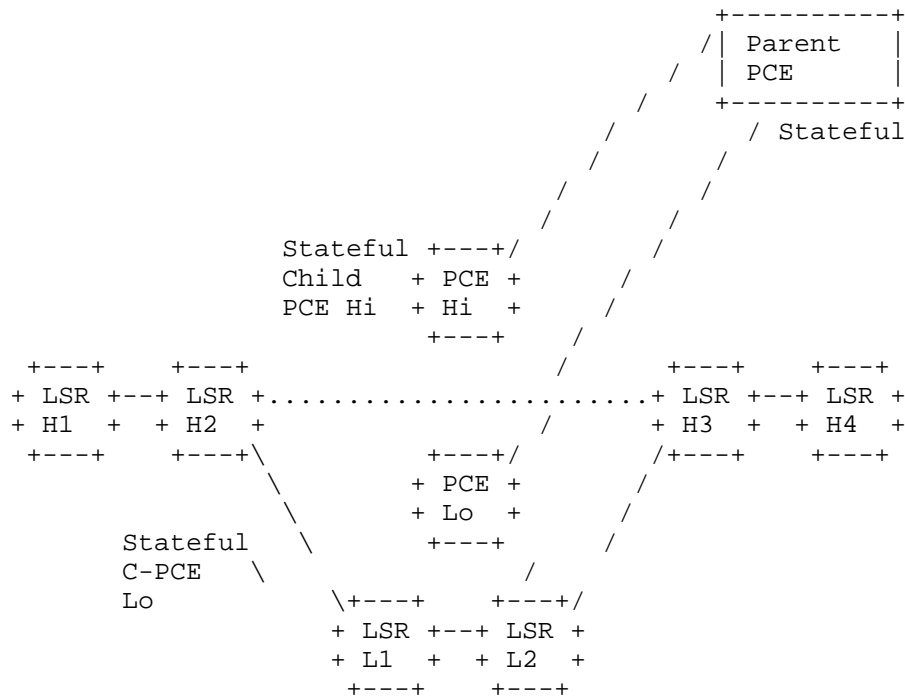 Parent
PCE
Stateful
Stateful
Child PCE
PCE Hi Hi
LSR LSR LSR LSR
H1 H2 H3 H4
PCE
Lo
Stateful
C-PCE
Lo
LSR LSR
L1 L2